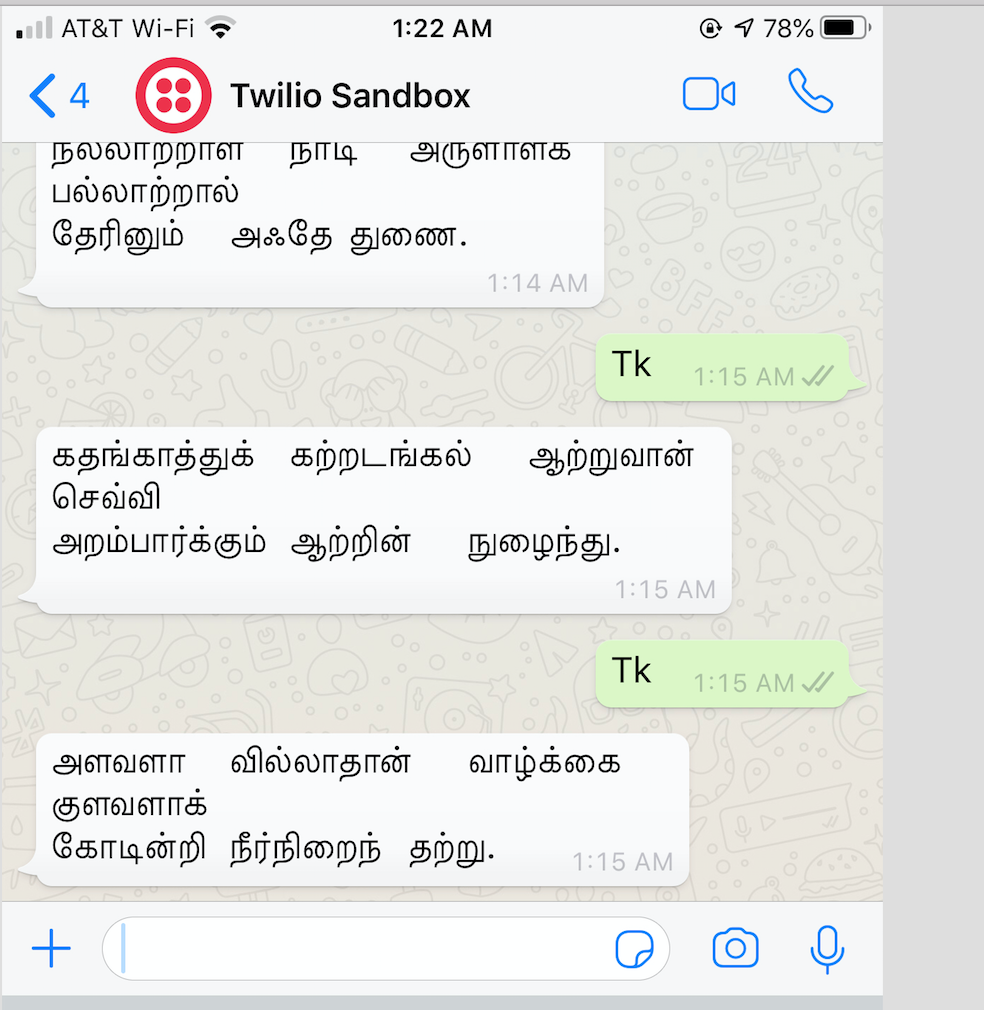 AT&T Wi-Fi 1:22 AM 78%
4 Twilio Sandbox
நல்லாற்றாள் நாடி அருளாள்க
பல்லாற்றால்
தேரினும் அஃதே துணை.
1:14 AM
Tk 1:15 AM
கதங்காத்துக் கற்றடங்கல் ஆற்றுவான்
செவ்வி
அறம்பார்க்கும் ஆற்றின் நுழைந்து.
1:15 AM
Tk 1:15 AM
அளவளா வில்லாதான் வாழ்க்கை
குளவளாக்
கோடின்றி நீர்நிறைந் தற்று.
1:15 AM